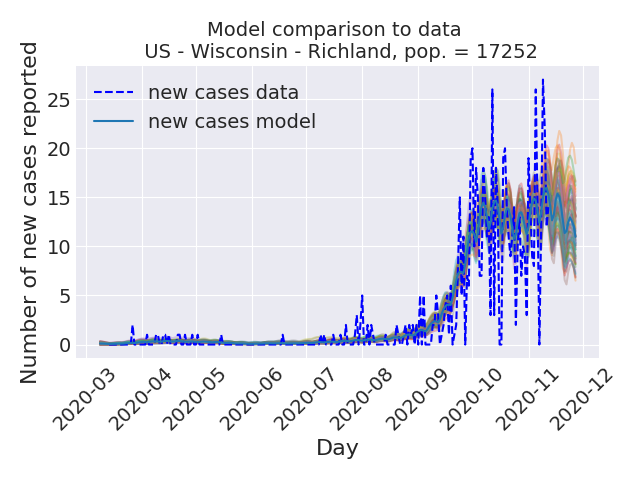 Model comparison to data
US - Wisconsin - Richland, pop. = 17252
Number of new cases reported
25
20
15
10
5
0
new cases data
new cases model
2020-03
2020-04
2020-05
2020-06
2020-07
2020-08
2020-09
2020-10
2020-11
2020-12
Day